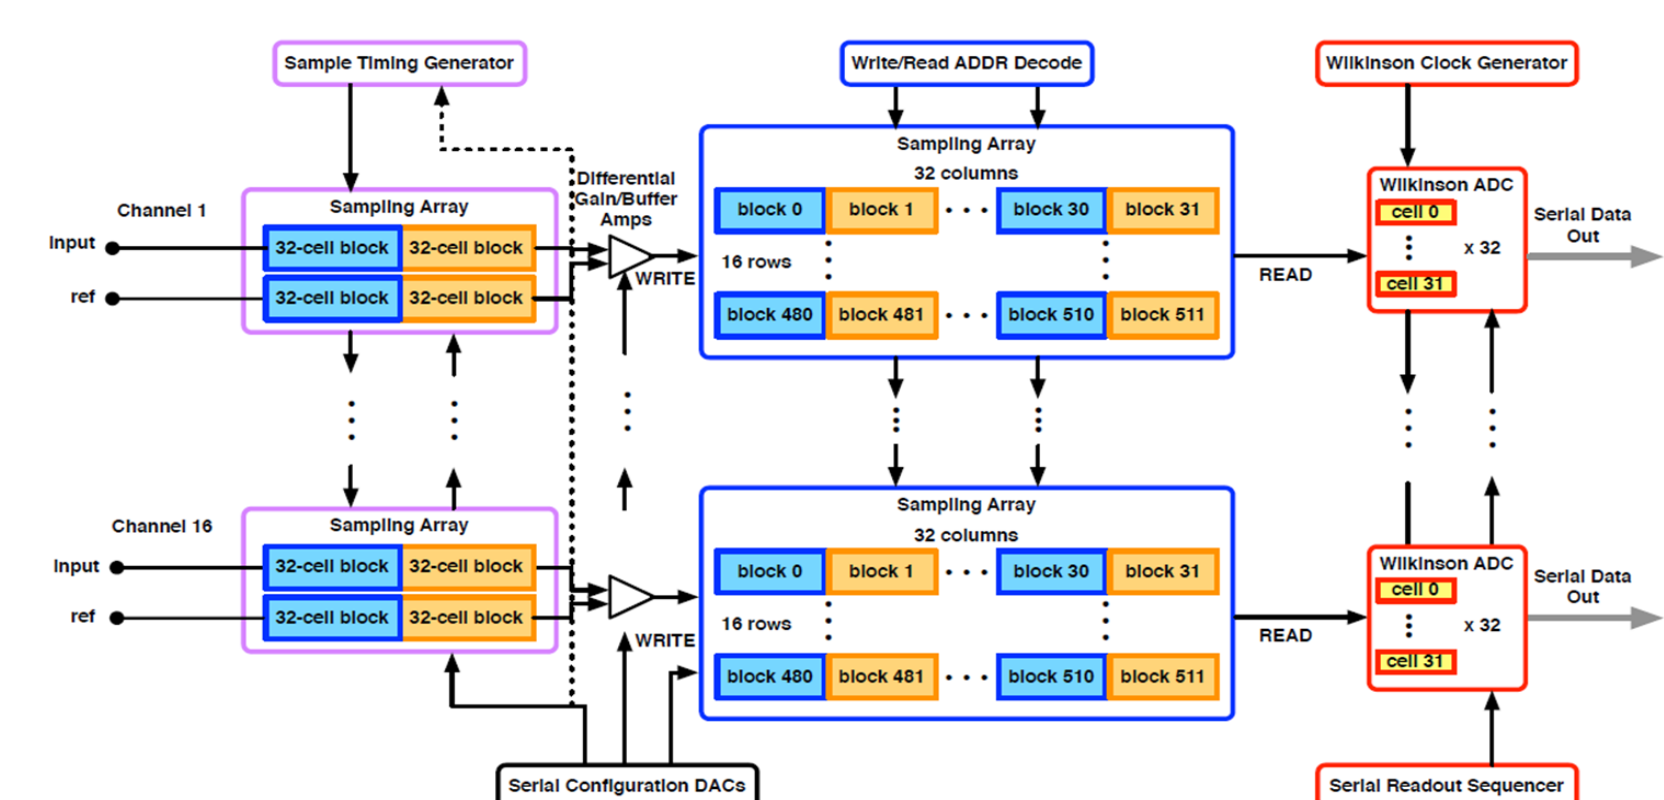 Sample Timing Generator
Write/Read ADDR Decode
Wilkinson Clock Generator
Channel 1
Sampling Array
Input
32-cell block 32-cell block
ref
32-cell block 32-cell block
Differential
Gain/Buffer
Amps
WRITE
Sampling Array
32 columns
block 0 block 1 • • • block 30 block 31
16 rows
block 480 block 481 • • • block 510 block 511
READ
Wilkinson ADC
cell 0
x 32
cell 31
Serial Data
Out
Channel 16
Sampling Array
Input
32-cell block 32-cell block
ref
32-cell block 32-cell block
WRITE
Sampling Array
32 columns
block 0 block 1 • • • block 30 block 31
16 rows
block 480 block 481 • • • block 510 block 511
READ
Wilkinson ADC
cell 0
x 32
cell 31
Serial Data
Out
Serial Configuration DACs
Serial Readout Sequencer